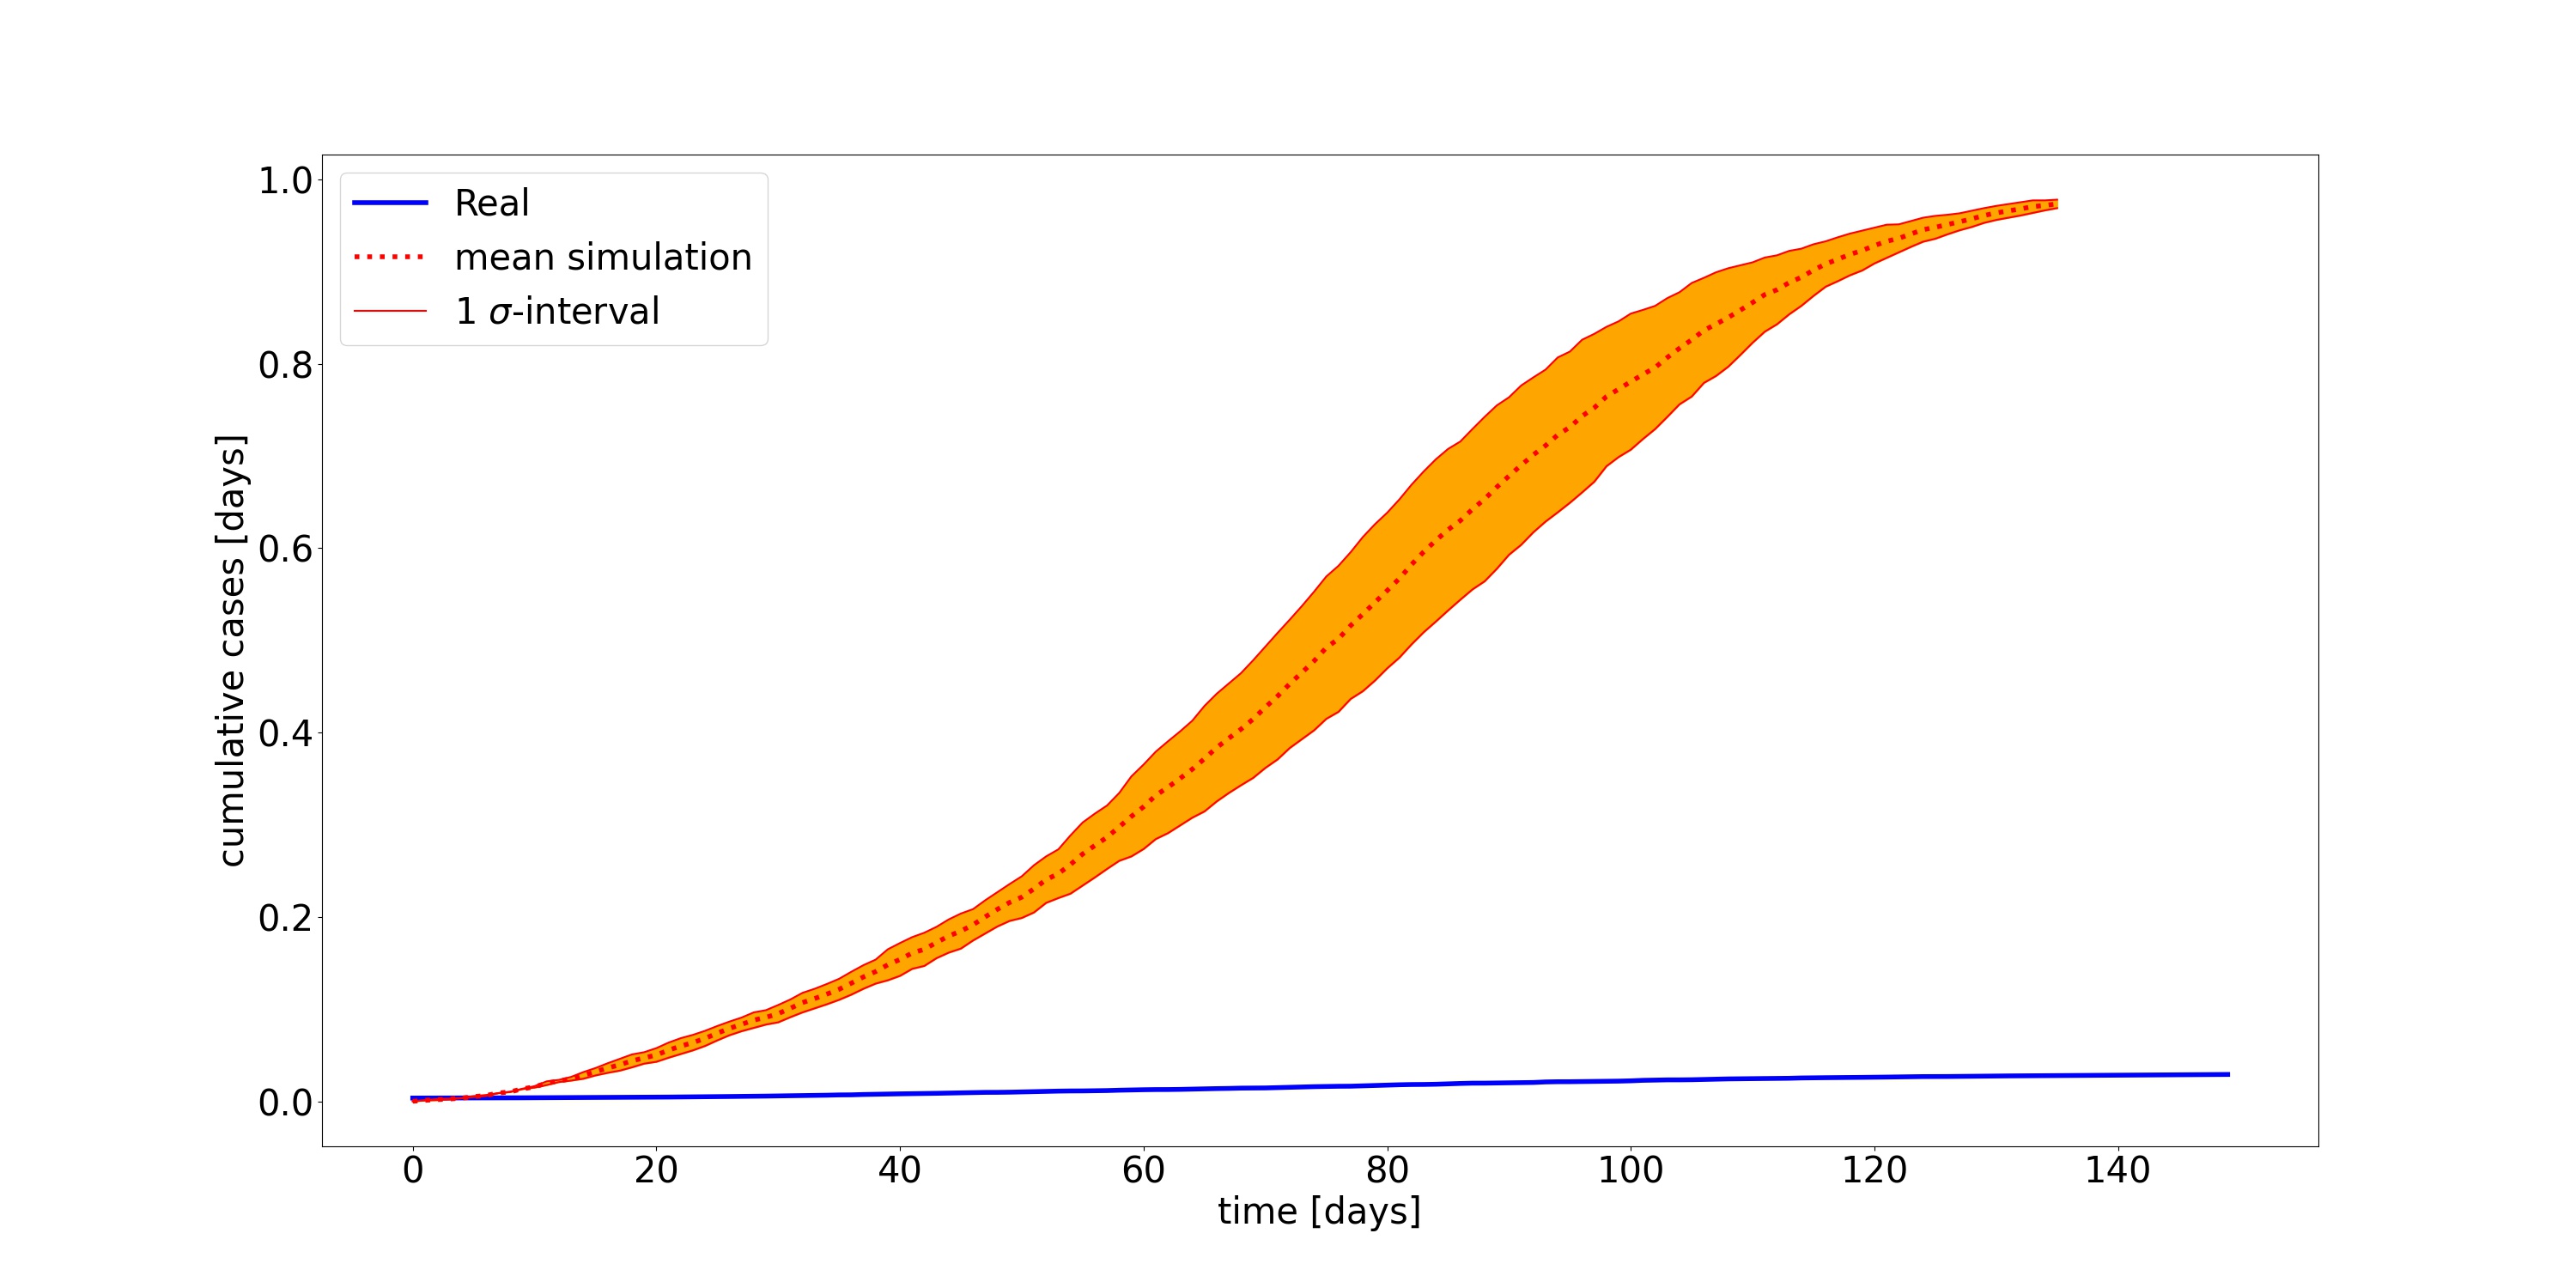 Real
mean simulation
1 σ-interval
1.0
0.8
0.6
0.4
0.2
0.0
cumulative cases [days]
0 20 40 60 80 100 120 140
time [days]